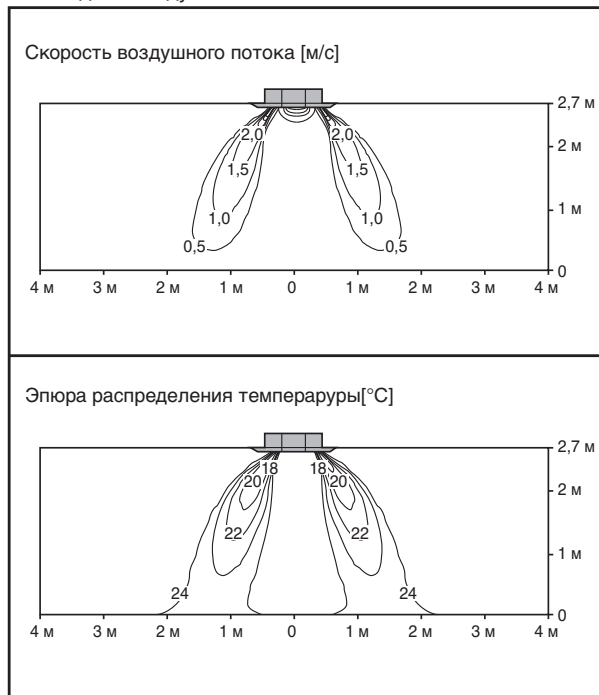 Скорость воздушного потока [м/с]
2,7 м
2,0 2,0
2 м
1,5 1,5
1,0 1,0
1 м
0,5 0,5
0
4 м 3 м 2 м 1 м 0 1 м 2 м 3 м 4 м
Эпюра распределения темпераруры[°C]
2,7 м
18 18
20 20
2 м
22 22
1 м
24 24
0
4 м 3 м 2 м 1 м 0 1 м 2 м 3 м 4 м